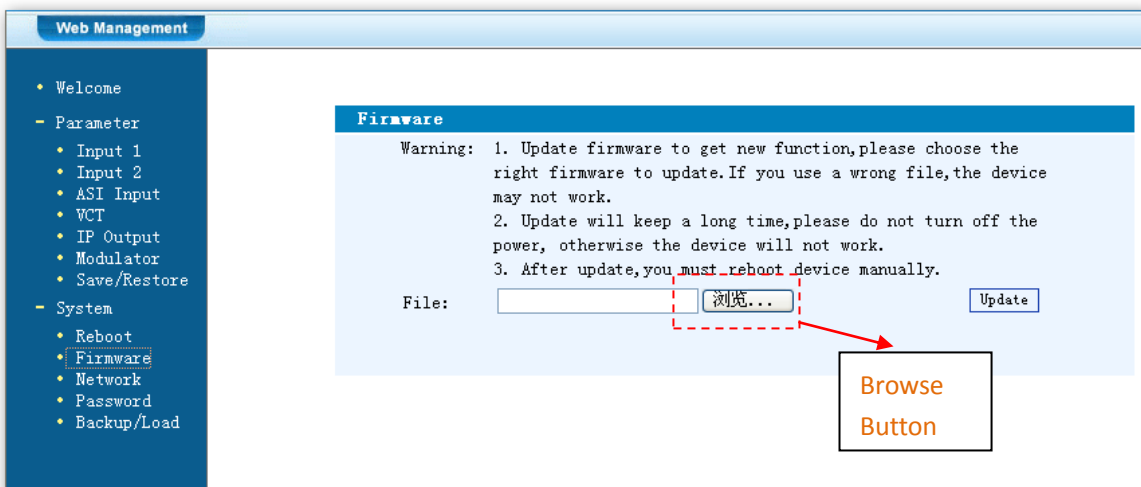 Web Management
Welcome
Parameter
Input 1
Input 2
ASI Input
VCT
IP Output
Modulator
Save/Restore
System
Reboot
Firmware
Network
Password
Backup/Load
Firmware
Warning: 1. Update firmware to get new function,please choose the
right firmware to update.If you use a wrong file,the device
may not work.
2. Update will keep a long time,please do not turn off the
power, otherwise the device will not work.
3. After update,you must reboot device manually.
File: 浏览... Update
Browse
Button